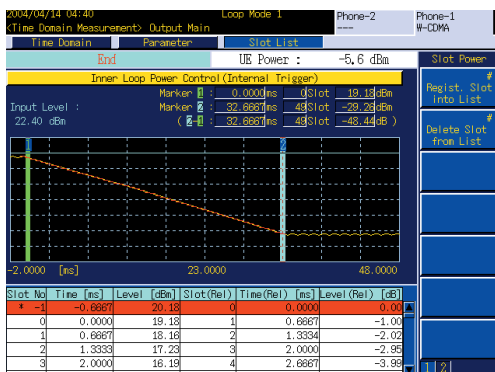 2004/04/14 04:40 Loop Mode 1 Phone-2 Phone-1
<Time Domain Measurement> Output Main --- W-CDMA
Time Domain Parameter Slot List
End UE Power : -5.6 dBm Slot Power
Inner Loop Power Control(Internal Trigger)
#
Regist. Slot
into List
Marker 1 : 0.0000ms 0Slot 19.18dBm
Input Level : Marker 2 : 32.6667ms 49Slot -29.26dBm
22.40 dBm ( 2-1 : 32.6667ms 49Slot -48.44dB )
#
Delete Slot
from List
1 2
-2.0000 [ms] 23.0000 48.0000
Slot No Time [ms] Level [dBm] Slot(Rel) Time(Rel) [ms] Level(Rel) [dB]
* -1 -0.6667 20.18 0 0.0000 0.00
0 0.0000 19.18 1 0.6667 -1.00
1 0.6667 18.16 2 1.3334 -2.02
2 1.3333 17.23 3 2.0000 -2.95
3 2.0000 16.19 4 2.6667 -3.99
1 2